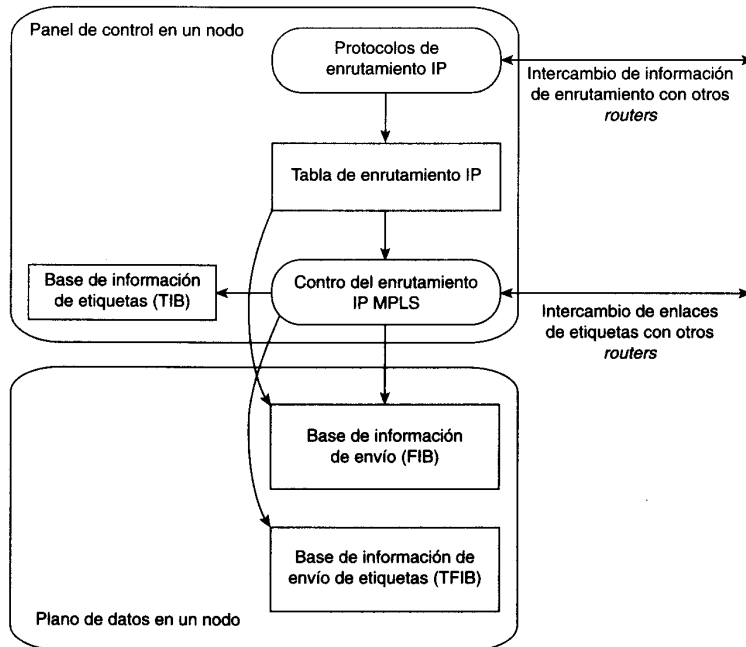 Panel de control en un nodo
Protocolos de
enrutamiento IP
Intercambio de información
de enrutamiento con otros
routers
Tabla de enrutamiento IP
Base de información
de etiquetas (TIB)
Contro del enrutamiento
IP MPLS
Intercambio de enlaces
de etiquetas con otros
routers
Base de información
de envío (FIB)
Base de información de
envío de etiquetas (TFIB)
Plano de datos en un nodo